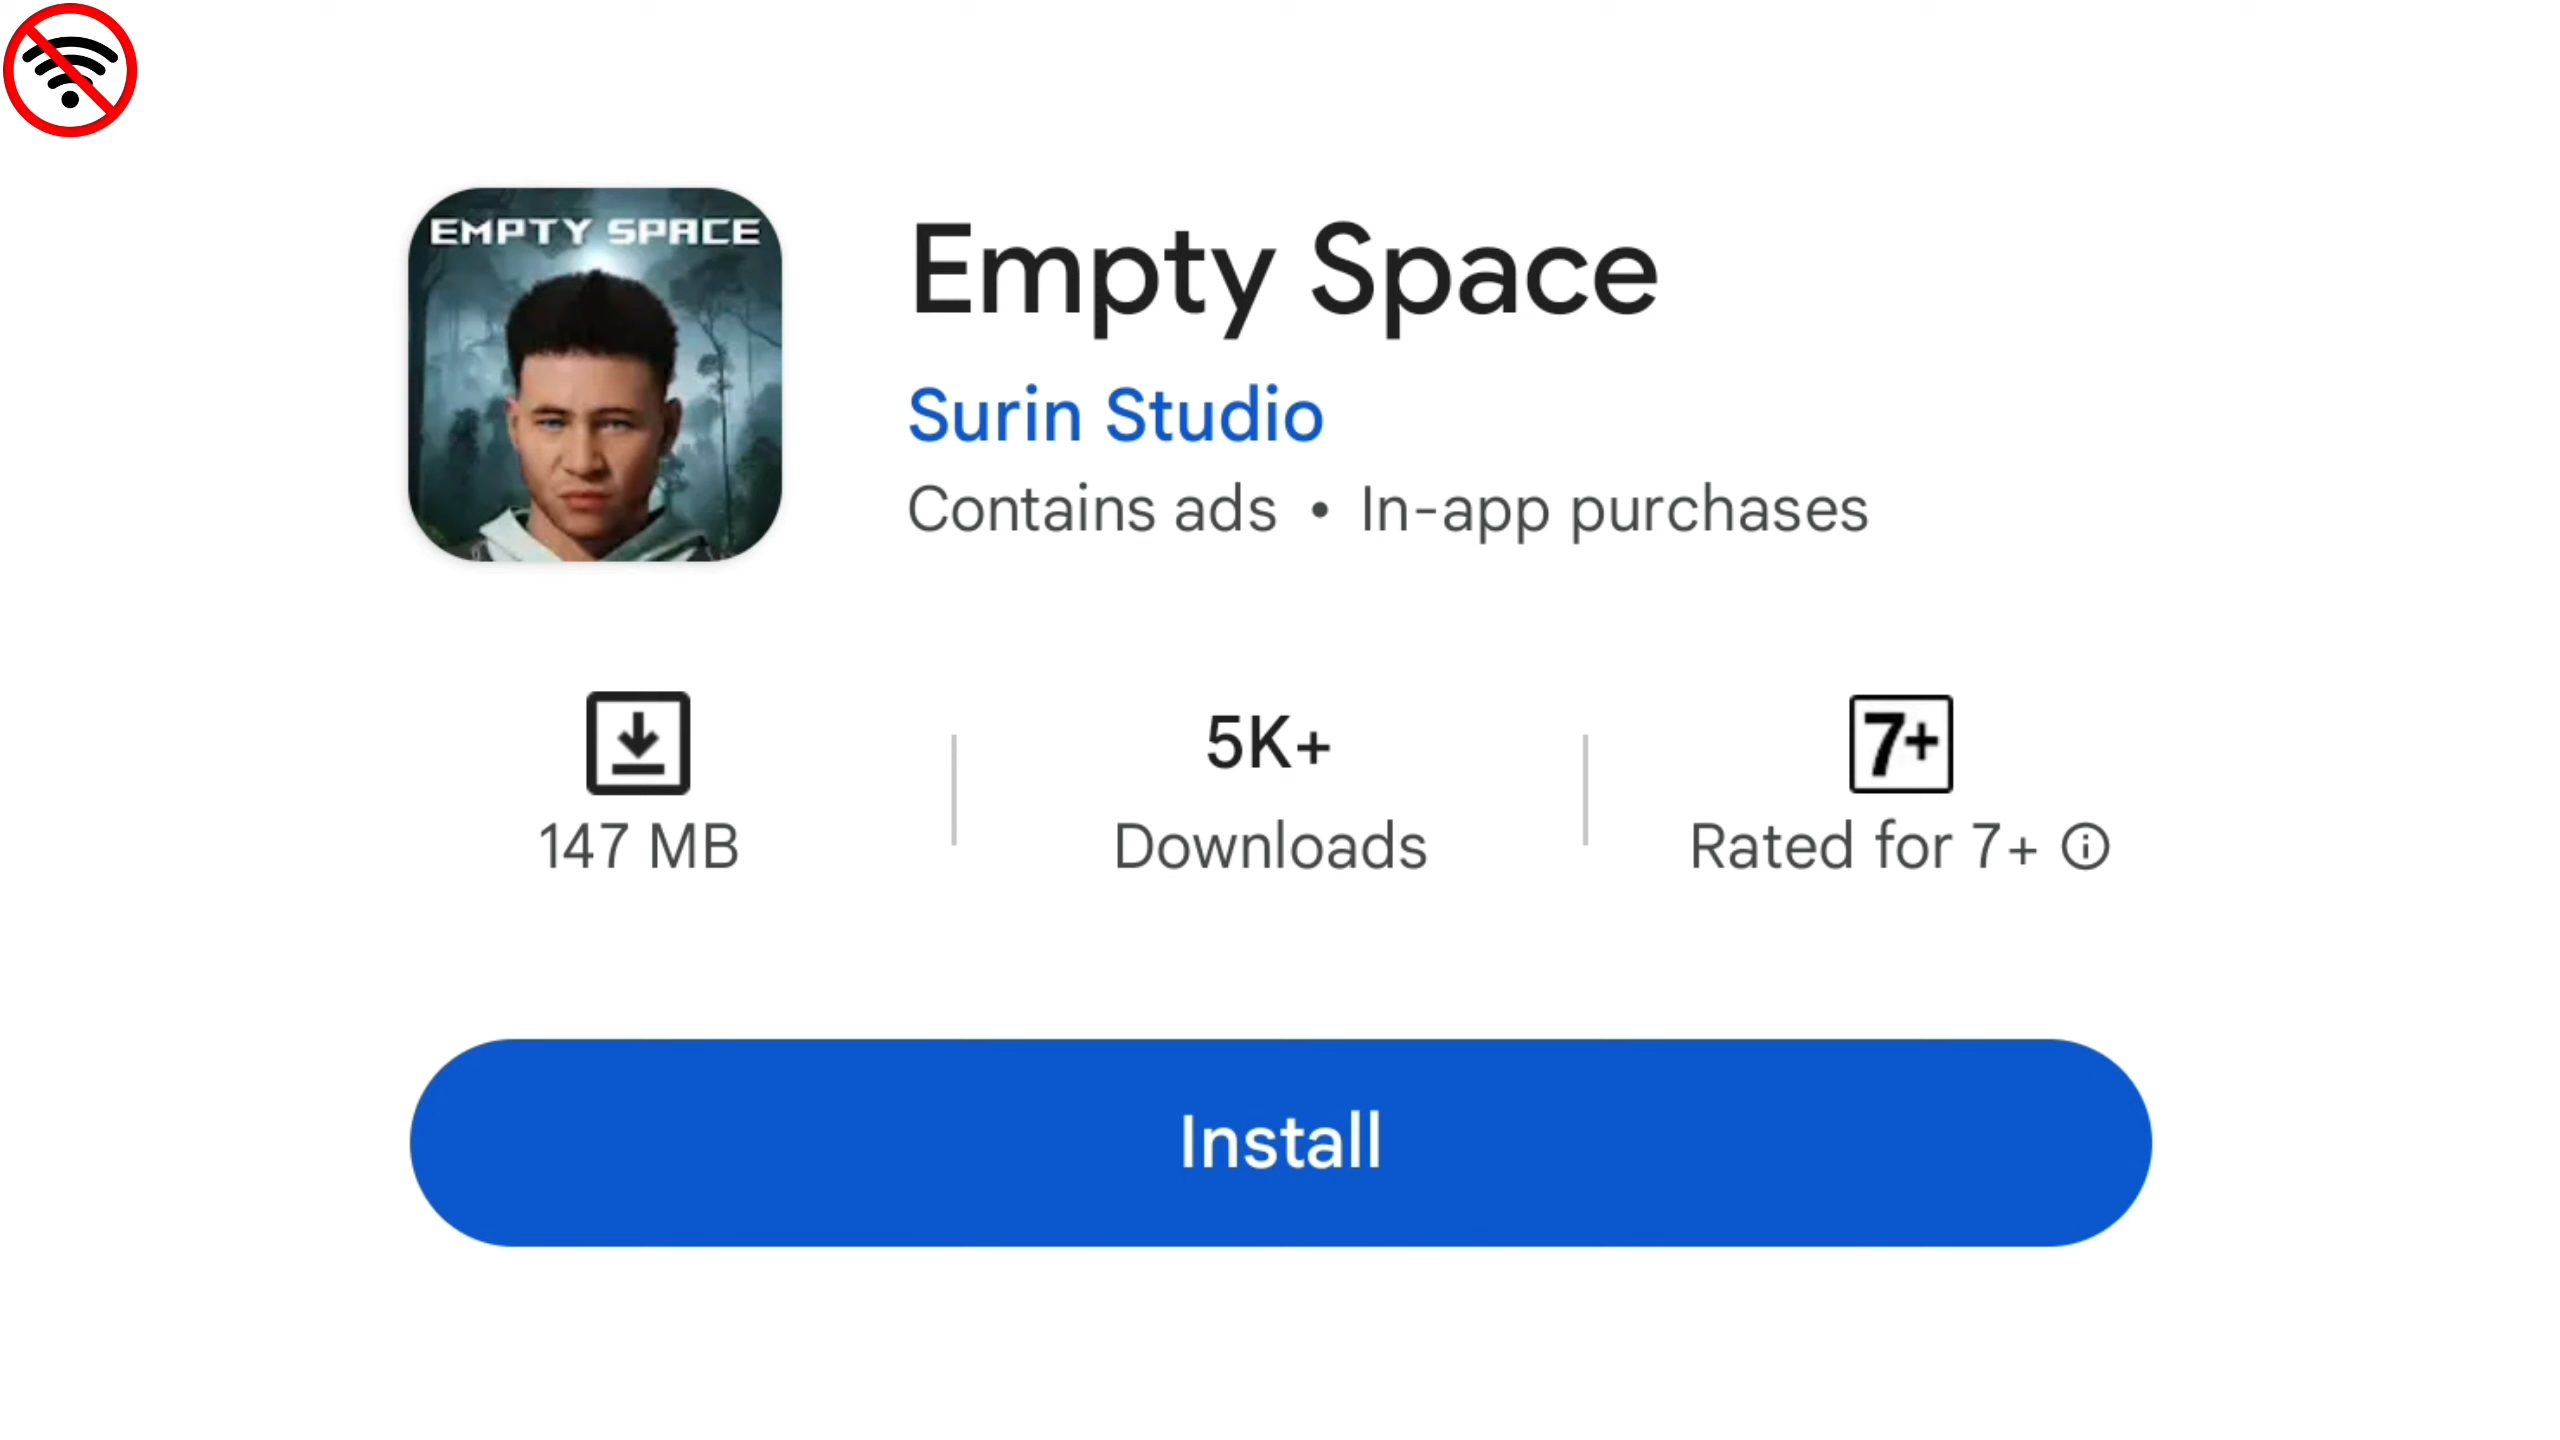 EMPTY SPACE
Empty Space
Surin Studio
Contains ads • In-app purchases
147 MB
5K+
Downloads
7+
Rated for 7+
Install